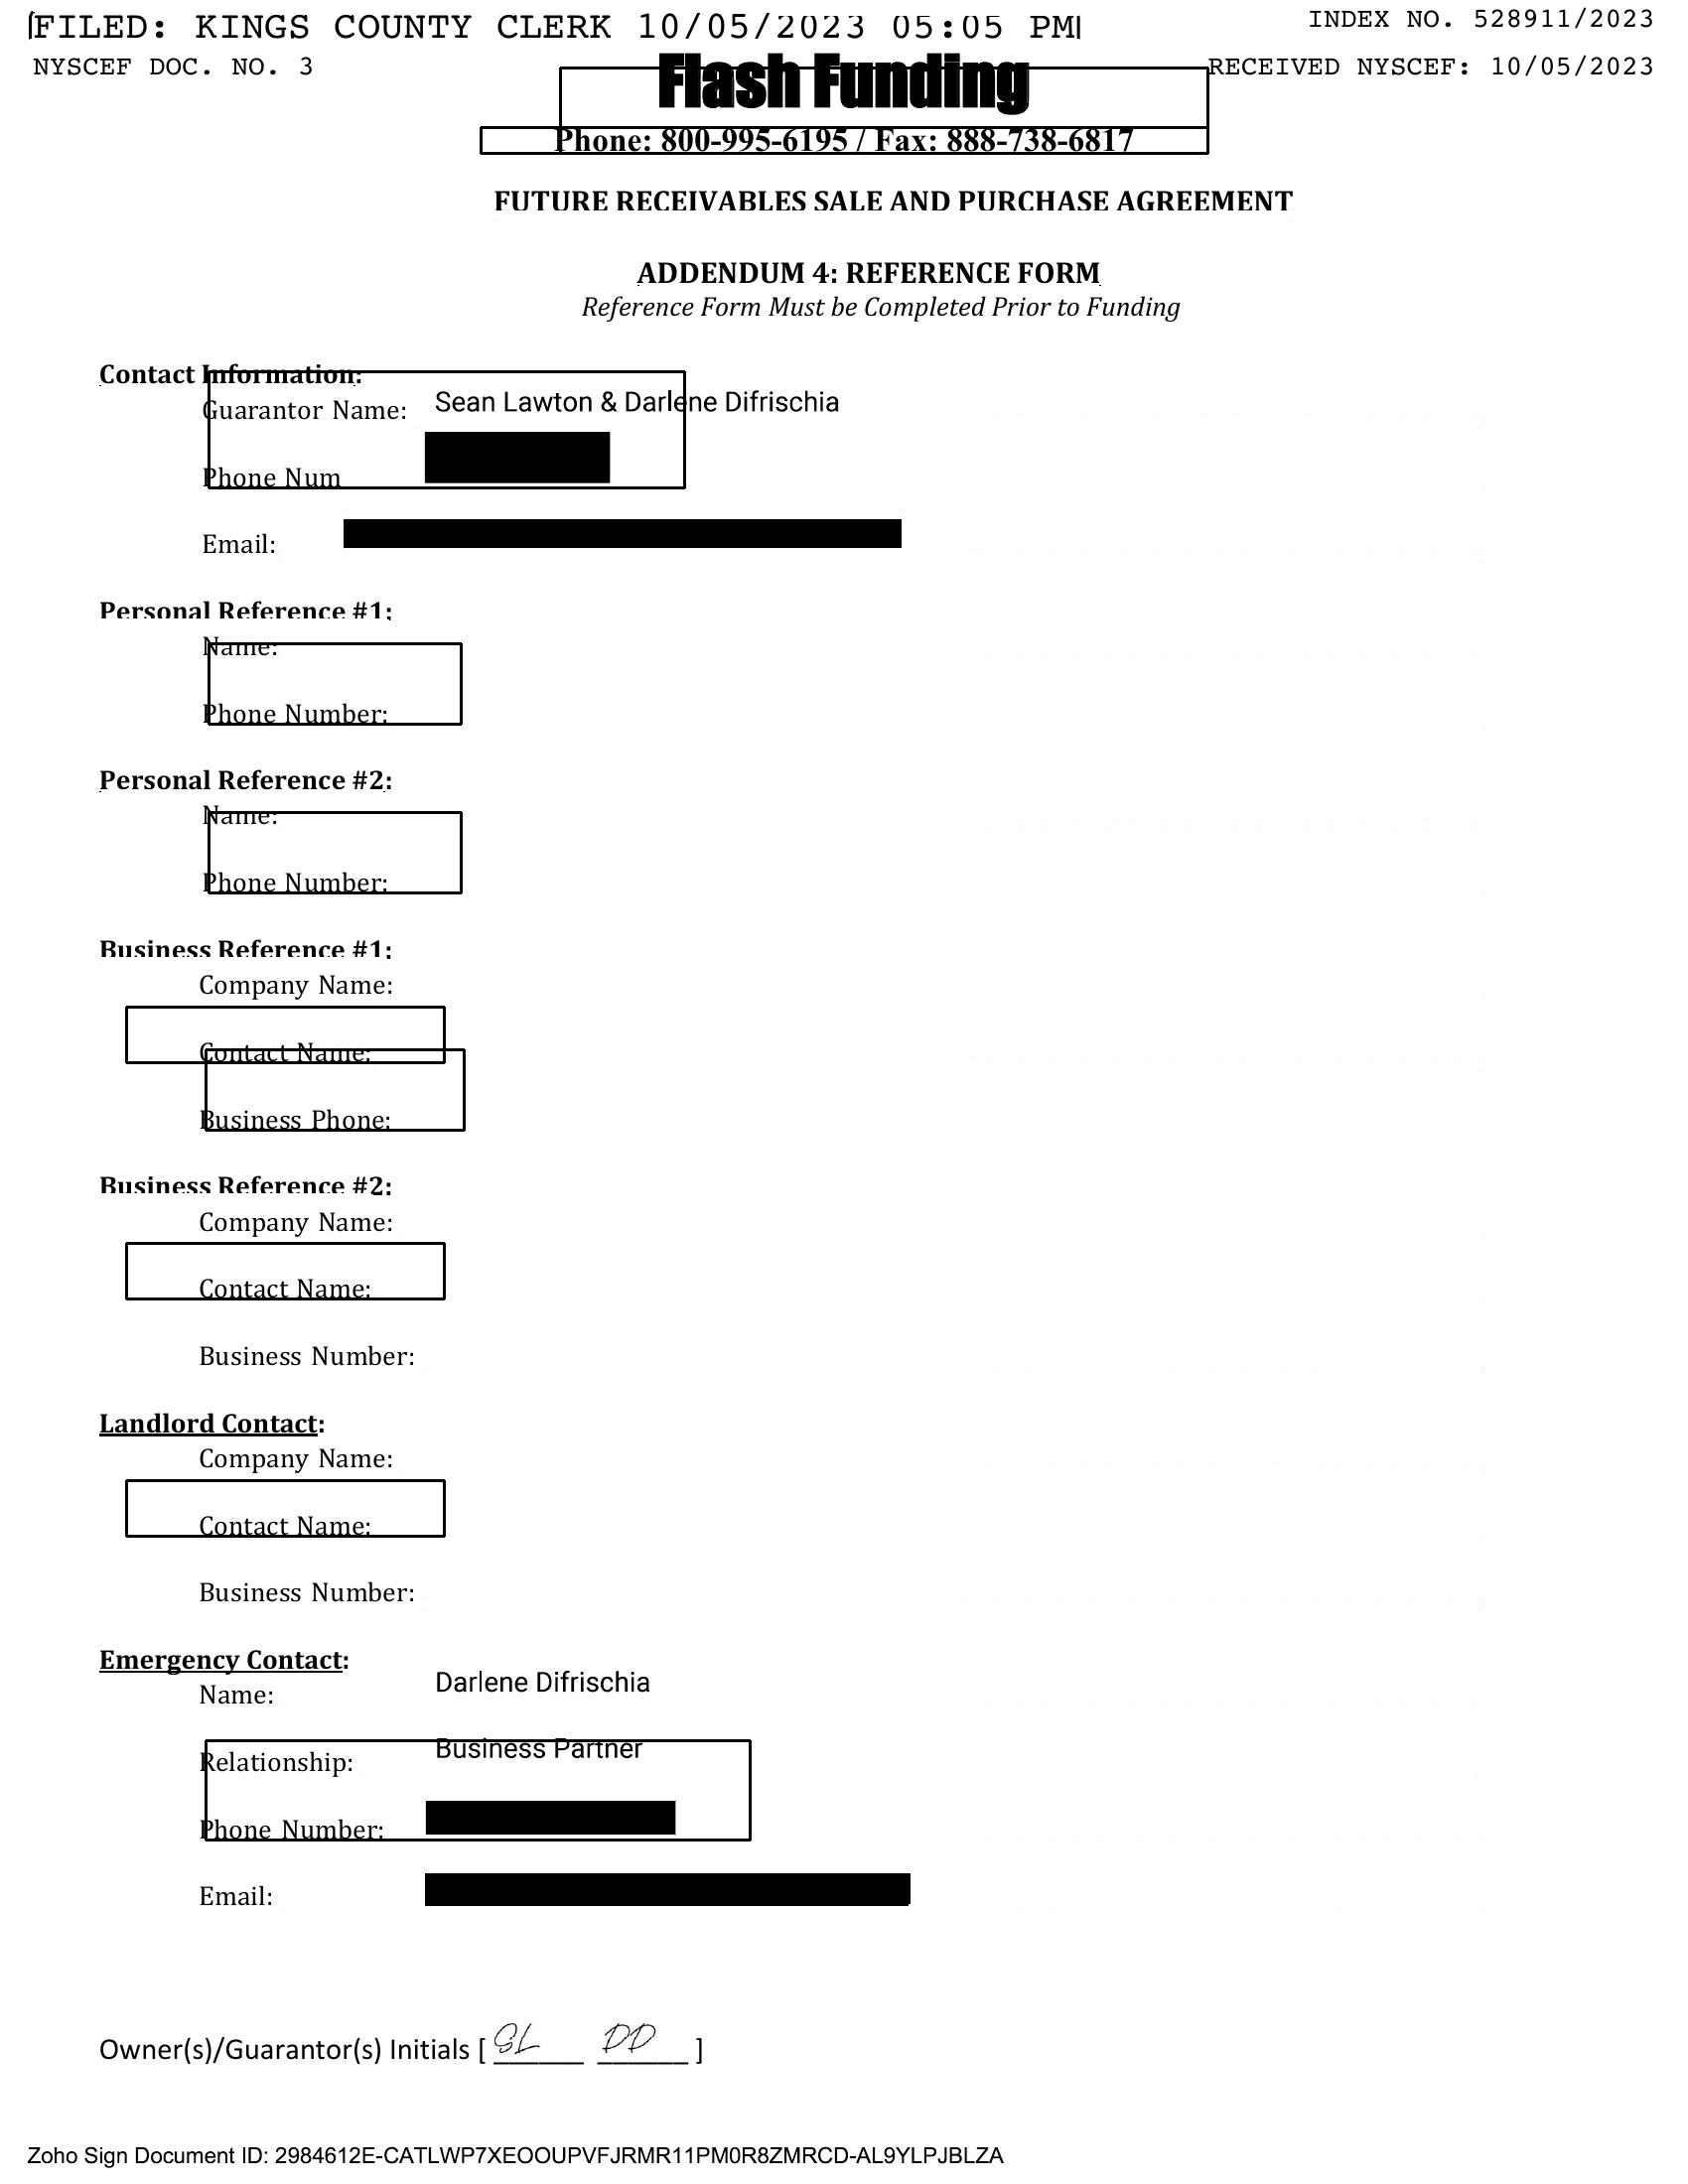 FILED: KINGS COUNTY CLERK 10/05/2023 05:05 PM
INDEX NO. 528911/2023
NYSCEF DOC. NO. 3
RECEIVED NYSCEF: 10/05/2023
Flash Funding
Phone: 800-995-6195 / Fax: 888-738-6817
FUTURE RECEIVABLES SALE AND PURCHASE AGREEMENT
ADDENDUM 4: REFERENCE FORM
Reference Form Must be Completed Prior to Funding
Contact Information:
Guarantor Name: Sean Lawton & Darlene Difrischia
Phone Num
Email:
Personal Reference #1:
Name:
Phone Number:
Personal Reference #2:
Name:
Phone Number:
Business Reference #1:
Company Name:
Contact Name:
Business Phone:
Business Reference #2:
Company Name:
Contact Name:
Business Number:
Landlord Contact:
Company Name:
Contact Name:
Business Number:
Emergency Contact:
Name: Darlene Difrischia
Relationship: Business Partner
Phone Number:
Email:
Owner(s)/Guarantor(s) Initials [ SL DD ]
Zoho Sign Document ID: 2984612E-CATLWP7XEOOUPVFJRMR11PM0R8ZMRCD-AL9YLPJBLZA